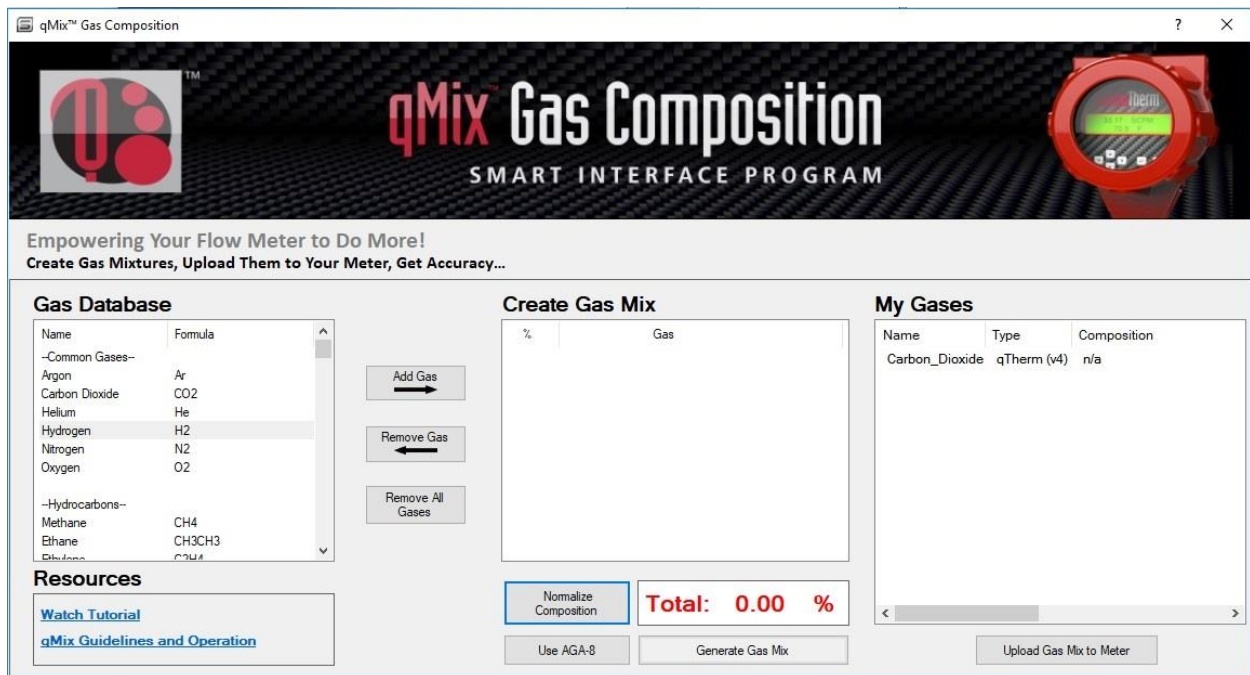 qMix™ Gas Composition
? ×
TM
qMix™ Gas Composition
SMART INTERFACE PROGRAM
Therm
Empowering Your Flow Meter to Do More!
Create Gas Mixtures, Upload Them to Your Meter, Get Accuracy...
Gas Database
Name Formula
--Common Gases--
Argon Ar
Carbon Dioxide CO2
Helium He
Hydrogen H2
Nitrogen N2
Oxygen O2
--Hydrocarbons--
Methane CH4
Ethane CH3CH3
Ethylene C2H4
Add Gas
Remove Gas
Remove All
Gases
Resources
Watch Tutorial
qMix Guidelines and Operation
Create Gas Mix
% Gas
Normalize
Composition
Total: 0.00 %
Use AGA-8
Generate Gas Mix
My Gases
Name Type Composition
Carbon_Dioxide qTherm (v4) n/a
Upload Gas Mix to Meter